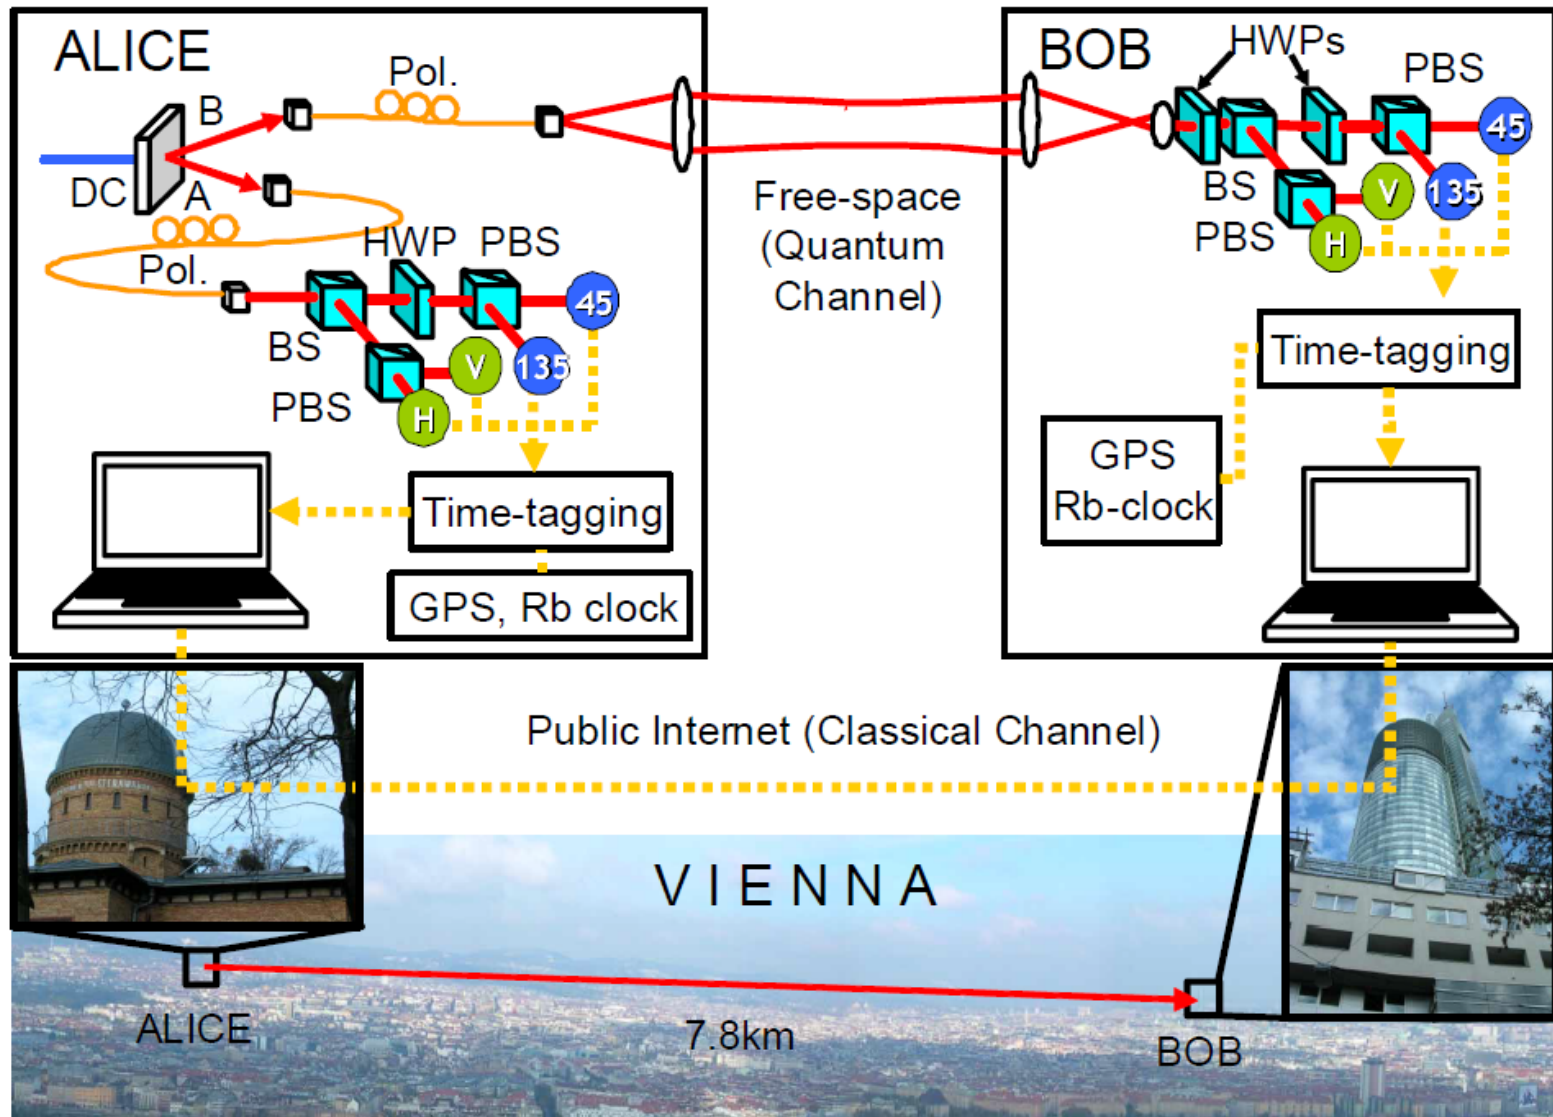 ALICE
Pol.
B
DC
A
Pol.
HWP
PBS
BS
PBS
45
V
135
H
Time-tagging
GPS, Rb clock
Free-space
(Quantum
Channel)
BOB
HWPs
PBS
45
BS
V
135
PBS
H
Time-tagging
GPS
Rb-clock
Public Internet (Classical Channel)
VIENNA
ALICE
7.8km
BOB